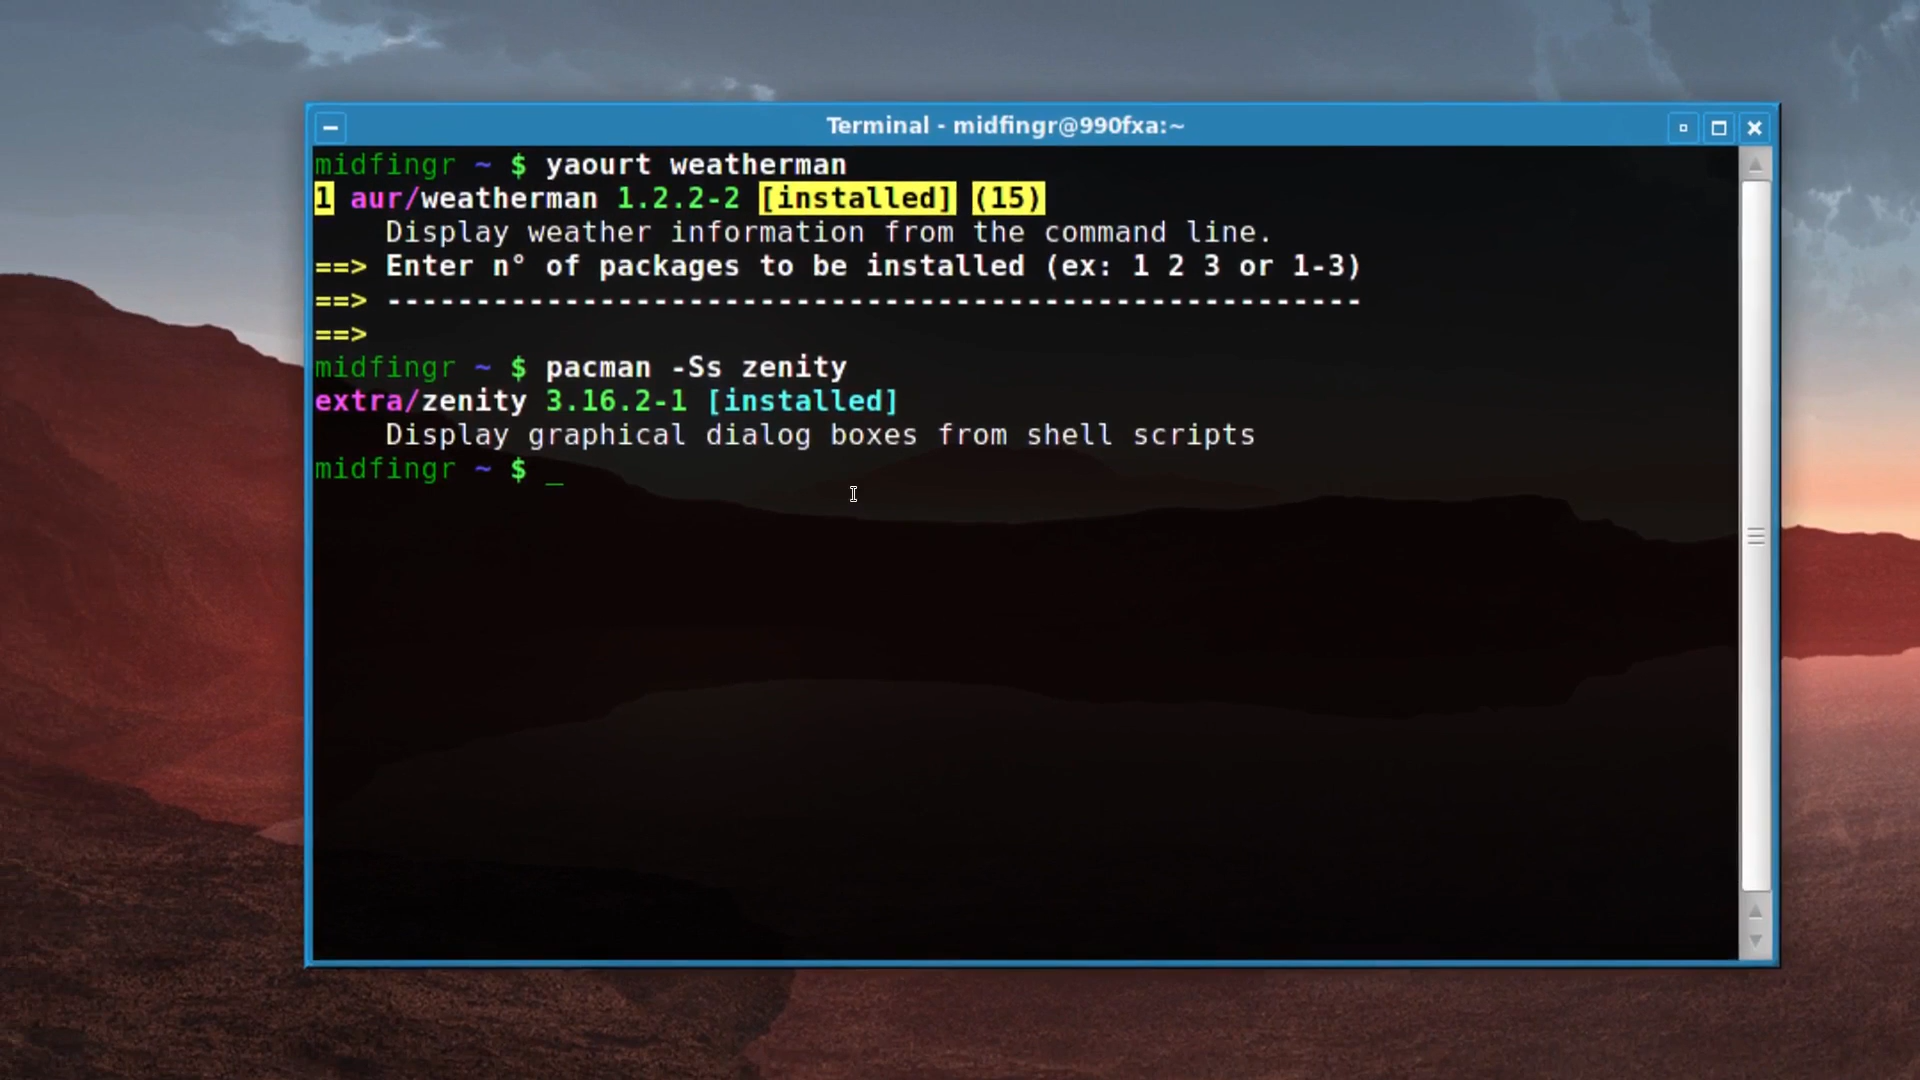 Terminal - midfingr@990fxa:~
midfingr ~ $ yaourt weatherman
1 aur/weatherman 1.2.2-2 [installed] (15)
    Display weather information from the command line.
==> Enter n° of packages to be installed (ex: 1 2 3 or 1-3)
==> -------------------------------------------------------
==>
midfingr ~ $ pacman -Ss zenity
extra/zenity 3.16.2-1 [installed]
    Display graphical dialog boxes from shell scripts
midfingr ~ $ _